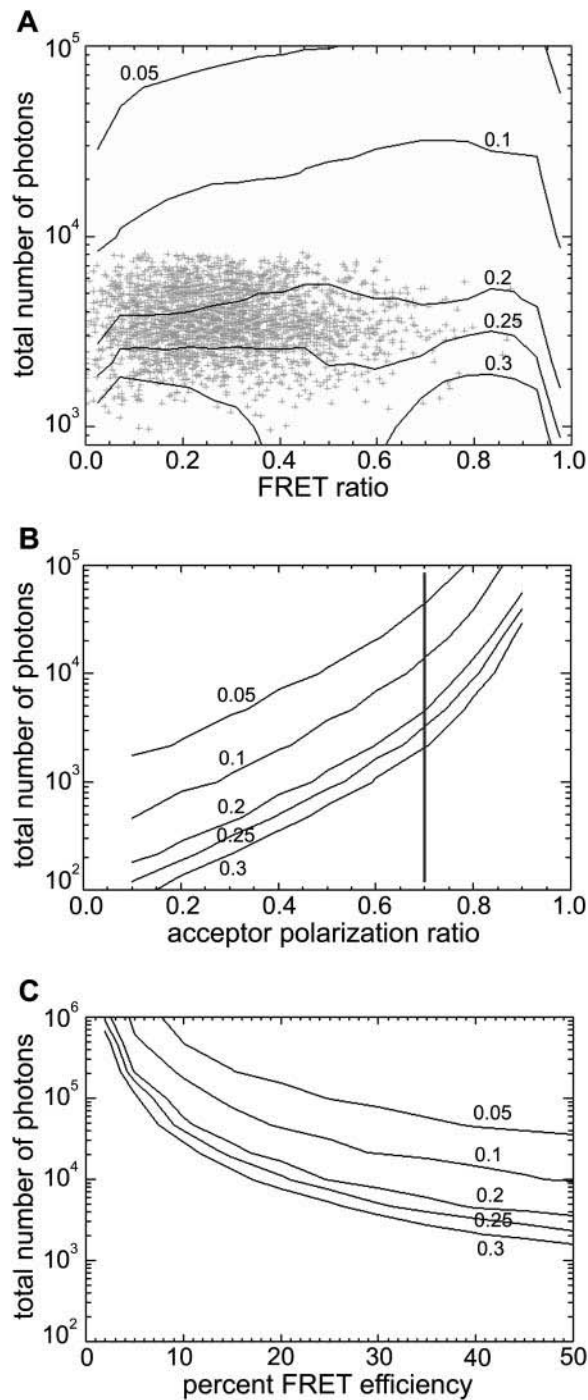 A
total number of photons
10^5
10^4
10^3
0.05
0.1
0.2
0.25
0.3
0.0 0.2 0.4 0.6 0.8 1.0
FRET ratio
B
total number of photons
10^5
10^4
10^3
10^2
0.05
0.1
0.2
0.25
0.3
0.0 0.2 0.4 0.6 0.8 1.0
acceptor polarization ratio
C
total number of photons
10^6
10^5
10^4
10^3
10^2
0.05
0.1
0.2
0.25
0.3
0 10 20 30 40 50
percent FRET efficiency